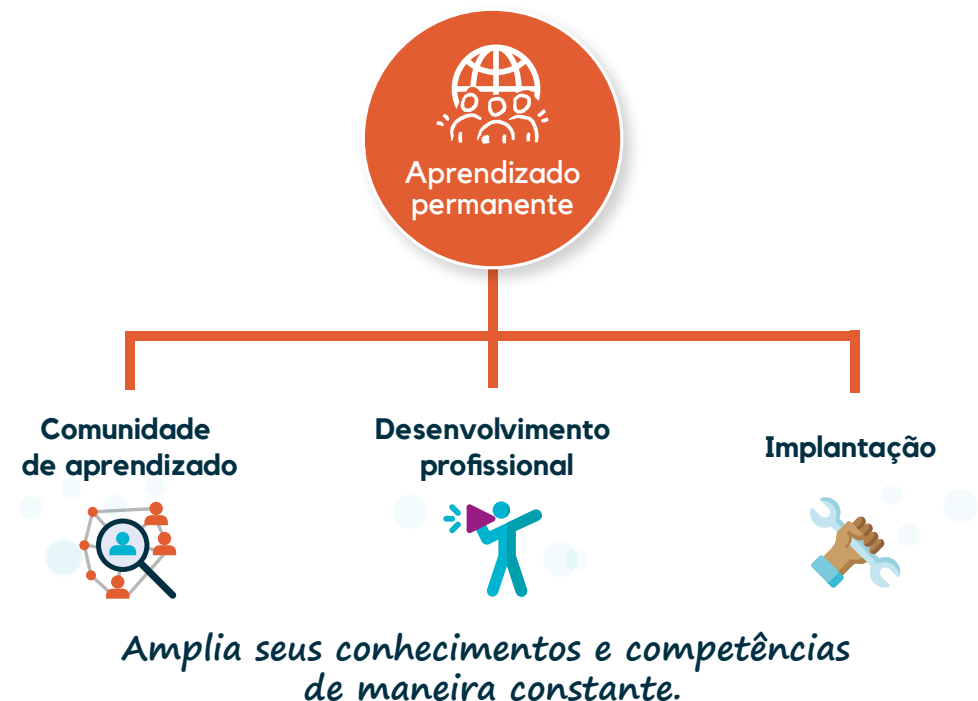 Aprendizado
permanente
Comunidade
de aprendizado
Desenvolvimento
profissional
Implantação
Amplia seus conhecimentos e competências
de maneira constante.